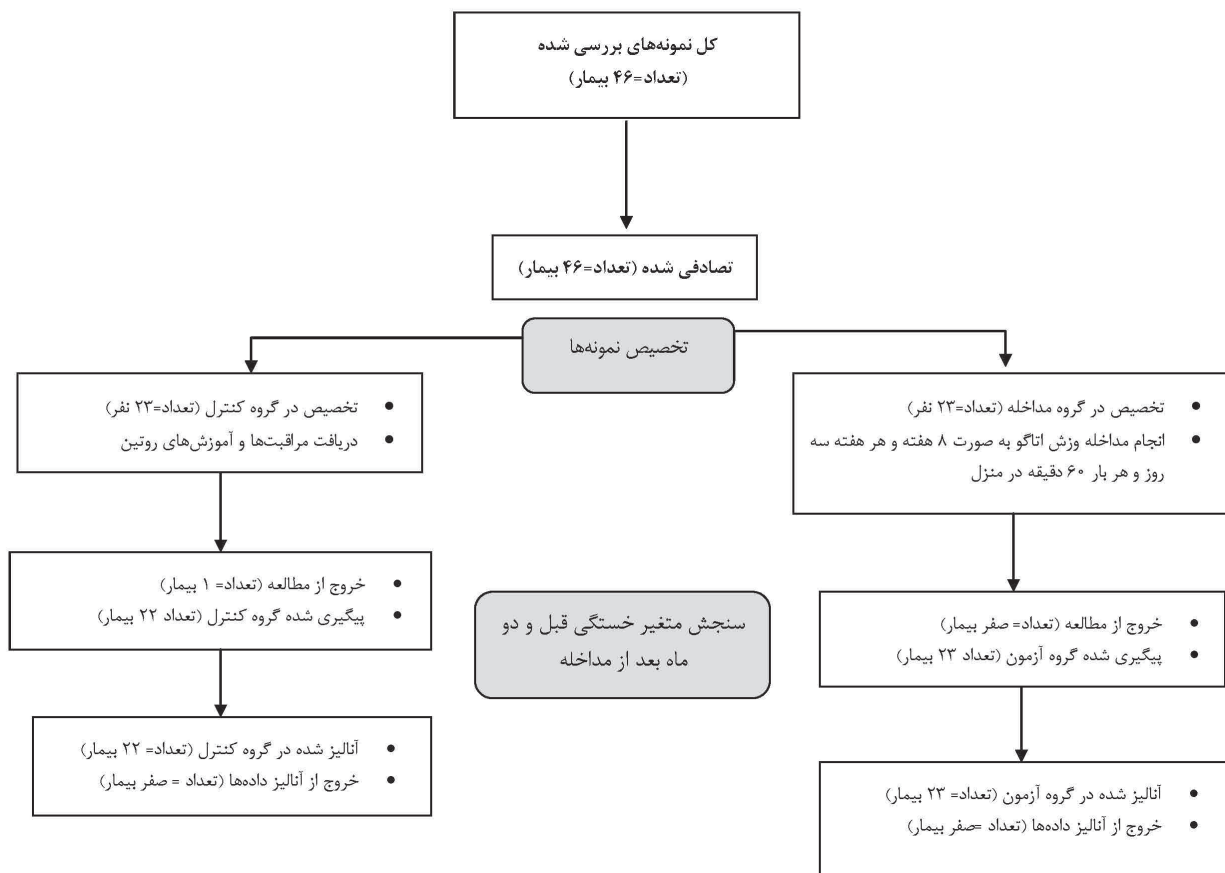 کل نمونه‌های بررسی شده
(تعداد=۴۶ بیمار)
تصادفی شده (تعداد=۴۶ بیمار)
تخصیص نمونه‌ها
• تخصیص در گروه مداخله (تعداد=۲۳ نفر)
• انجام مداخله وزش اتاگو به صورت ۸ هفته و هر هفته سه
روز و هر بار ۶۰ دقیقه در منزل
• تخصیص در گروه کنترل (تعداد=۲۳ نفر)
• دریافت مراقبت‌ها و آموزش‌های روتین
• خروج از مطالعه (تعداد= صفر بیمار)
• پیگیری شده گروه آزمون (تعداد ۲۳ بیمار)
سنجش متغیر خستگی قبل و دو
ماه بعد از مداخله
• خروج از مطالعه (تعداد= ۱ بیمار)
• پیگیری شده گروه کنترل (تعداد ۲۲ بیمار)
• آنالیز شده در گروه آزمون (تعداد= ۲۳ بیمار)
• خروج از آنالیز داده‌ها (تعداد =صفر بیمار)
• آنالیز شده در گروه کنترل (تعداد= ۲۲ بیمار)
• خروج از آنالیز داده‌ها (تعداد = صفر بیمار)